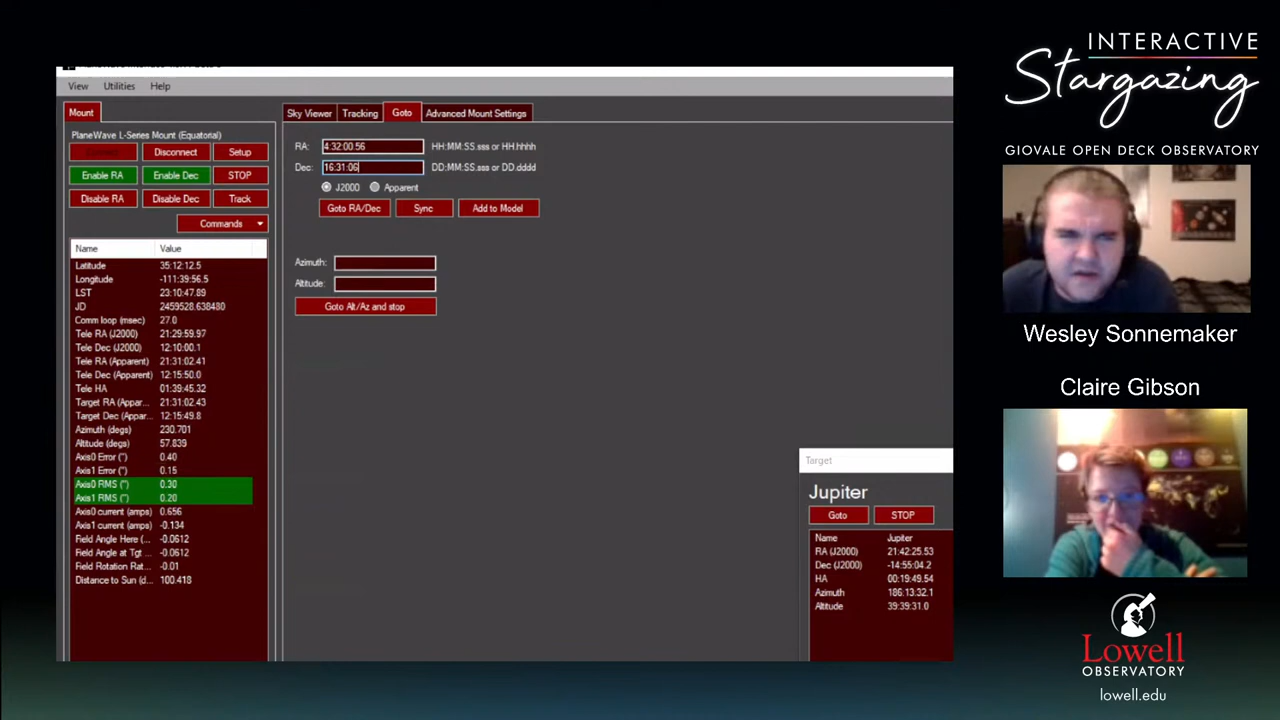 View Utilities Help
Mount
PlaneWave L-Series Mount (Equatorial)
Disconnect Setup
Enable RA Enable Dec STOP
Disable RA Disable Dec Track
Commands
Name Value
Latitude 35:12:12.5
Longitude -111:39:56.5
LST 23:10:47.89
JD 2459528.638480
Comm loop (msec) 27.0
Tele RA (J2000) 21:29:59.97
Tele Dec (J2000) 12:10:00.1
Tele RA (Apparent) 21:31:02.41
Tele Dec (Apparent) 12:15:50.0
Tele HA 01:39:45.32
Target RA (Appar... 21:31:02.43
Target Dec (Appar... 12:15:49.8
Azimuth (degs) 230.701
Altitude (degs) 57.839
Axis0 Error (") 0.40
Axis1 Error (") 0.15
Axis0 RMS (") 0.30
Axis1 RMS (") 0.20
Axis0 current (amps) 0.656
Axis1 current (amps) -0.134
Field Angle Here (... -0.0612
Field Angle at Tgt ... -0.0612
Field Rotation Rat... -0.01
Distance to Sun (d... 100.418
Sky Viewer Tracking Goto Advanced Mount Settings
RA: 4:32:00.56 HH:MM:SS.sss or HH.hhhh
Dec: 16:31:06 DD:MM:SS.sss or DD.dddd
J2000 Apparent
Goto RA/Dec Sync Add to Model
Azimuth:
Altitude:
Goto Alt/Az and stop
Target
Jupiter
Goto STOP
Name Jupiter
RA (J2000) 21:42:25.53
Dec (J2000) -14:55:04.2
HA 00:19:49.54
Azimuth 186:13:32.1
Altitude 39:39:31.0
INTERACTIVE
Stargazing
GIOVALE OPEN DECK OBSERVATORY
Wesley Sonnemaker
Claire Gibson
Lowell
OBSERVATORY
lowell.edu